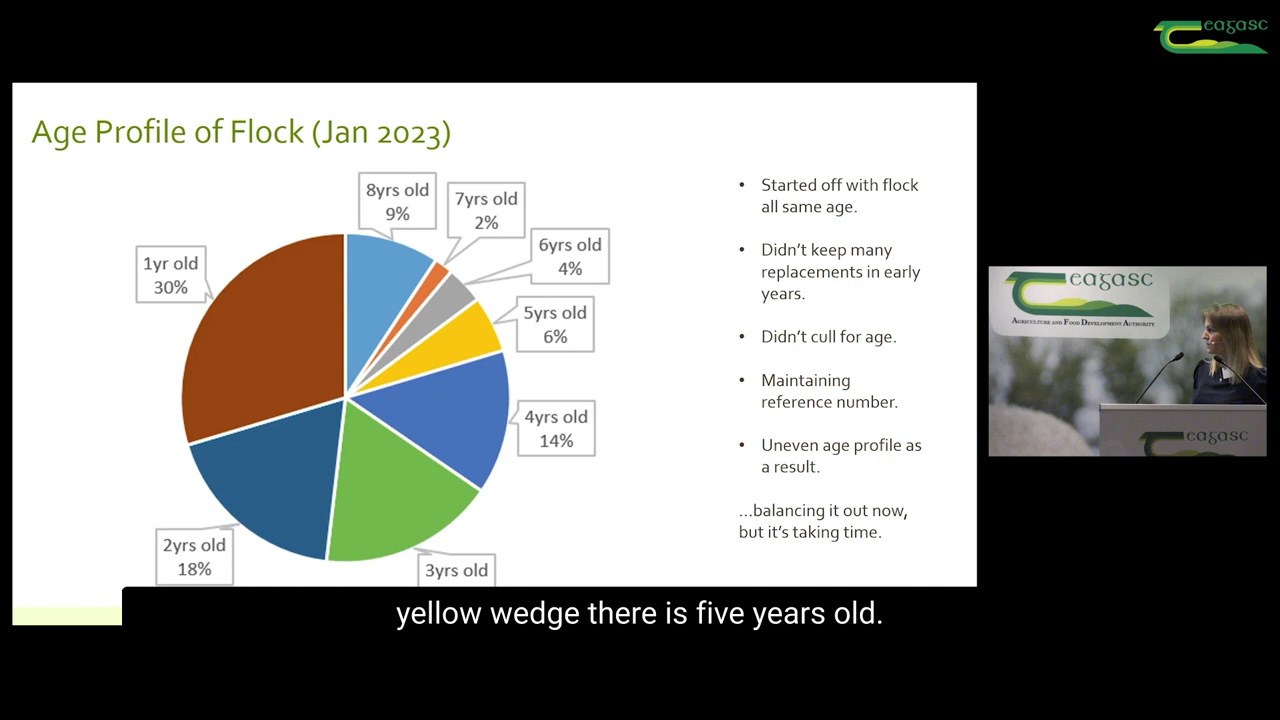 eagasc
Age Profile of Flock (Jan 2023)
8yrs old
9%
7yrs old
2%
6yrs old
4%
1yr old
30%
5yrs old
6%
4yrs old
14%
2yrs old
18%
3yrs old
• Started off with flock
all same age.
• Didn't keep many
replacements in early
years.
• Didn't cull for age.
• Maintaining
reference number.
• Uneven age profile as
a result.
...balancing it out now,
but it's taking time.
eagasc
AGRICULTURE AND FOOD DEVELOPMENT AUTHORITY
eagasc
yellow wedge there is five years old.